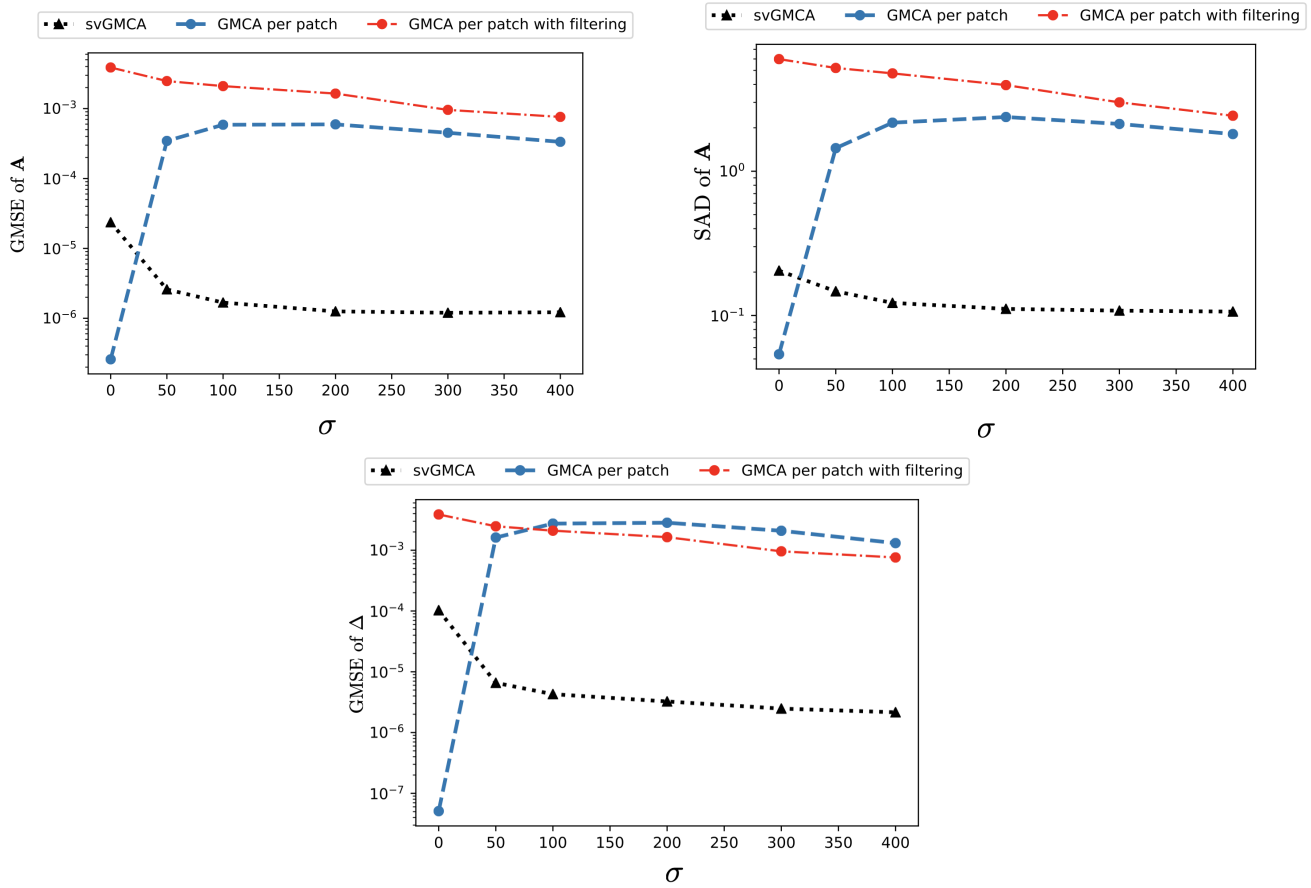 svGMCA GMCA per patch GMCA per patch with filtering
GMSE of A
10⁻³
10⁻⁴
10⁻⁵
10⁻⁶
0 50 100 150 200 250 300 350 400
σ
svGMCA GMCA per patch GMCA per patch with filtering
SAD of A
10⁰
10⁻¹
0 50 100 150 200 250 300 350 400
σ
svGMCA GMCA per patch GMCA per patch with filtering
GMSE of Δ
10⁻³
10⁻⁴
10⁻⁵
10⁻⁶
10⁻⁷
0 50 100 150 200 250 300 350 400
σ